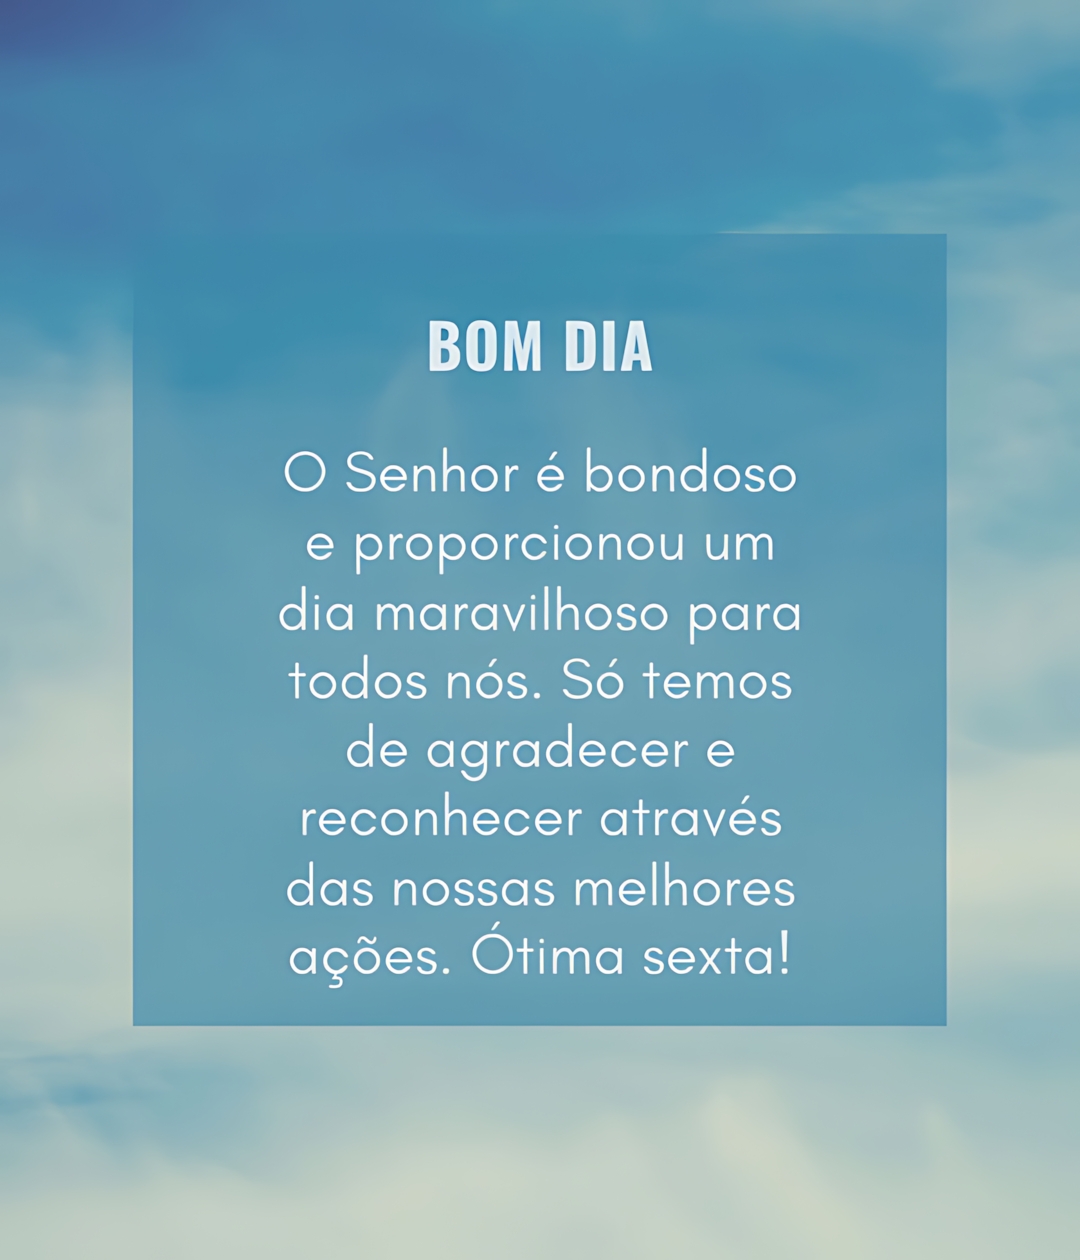 BOM DIA
O Senhor é bondoso
e proporcionou um
dia maravilhoso para
todos nós. Só temos
de agradecer e
reconhecer através
das nossas melhores
ações. Ótima sexta!